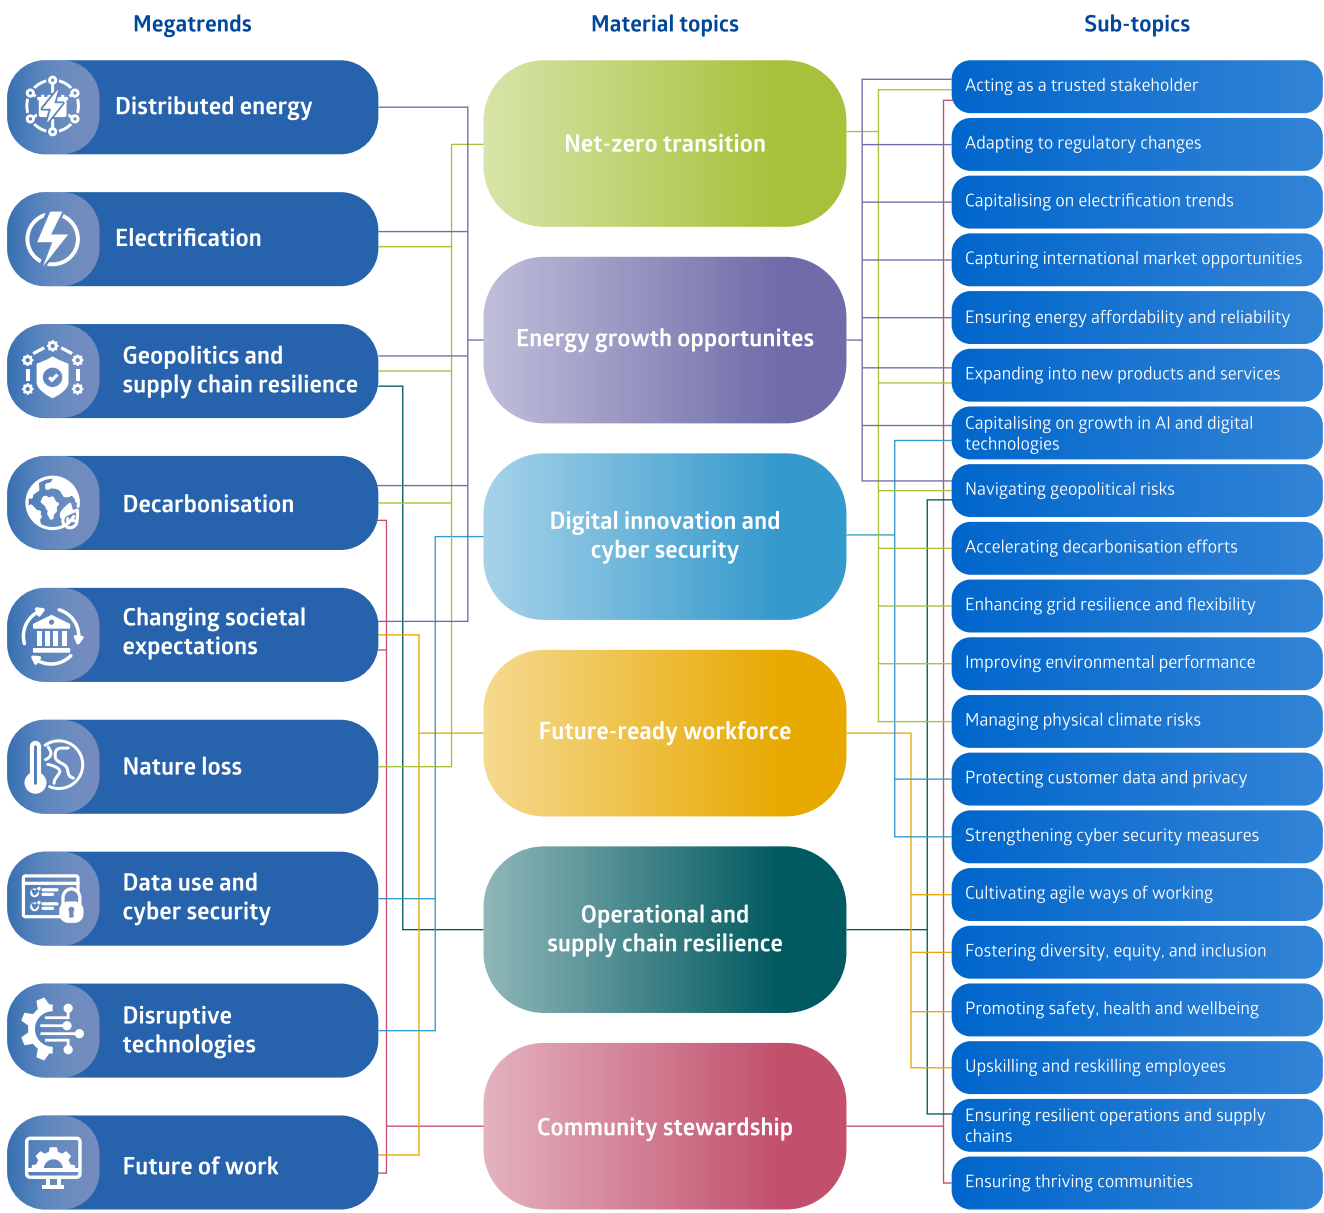 Megatrends
Distributed energy
Electrification
Geopolitics and
supply chain resilience
Decarbonisation
Changing societal
expectations
Nature loss
Data use and
cyber security
Disruptive
technologies
Future of work
Material topics
Net-zero transition
Energy growth opportunites
Digital innovation and
cyber security
Future-ready workforce
Operational and
supply chain resilience
Community stewardship
Sub-topics
Acting as a trusted stakeholder
Adapting to regulatory changes
Capitalising on electrification trends
Capturing international market opportunities
Ensuring energy affordability and reliability
Expanding into new products and services
Capitalising on growth in AI and digital
technologies
Navigating geopolitical risks
Accelerating decarbonisation efforts
Enhancing grid resilience and flexibility
Improving environmental performance
Managing physical climate risks
Protecting customer data and privacy
Strengthening cyber security measures
Cultivating agile ways of working
Fostering diversity, equity, and inclusion
Promoting safety, health and wellbeing
Upskilling and reskilling employees
Ensuring resilient operations and supply
chains
Ensuring thriving communities